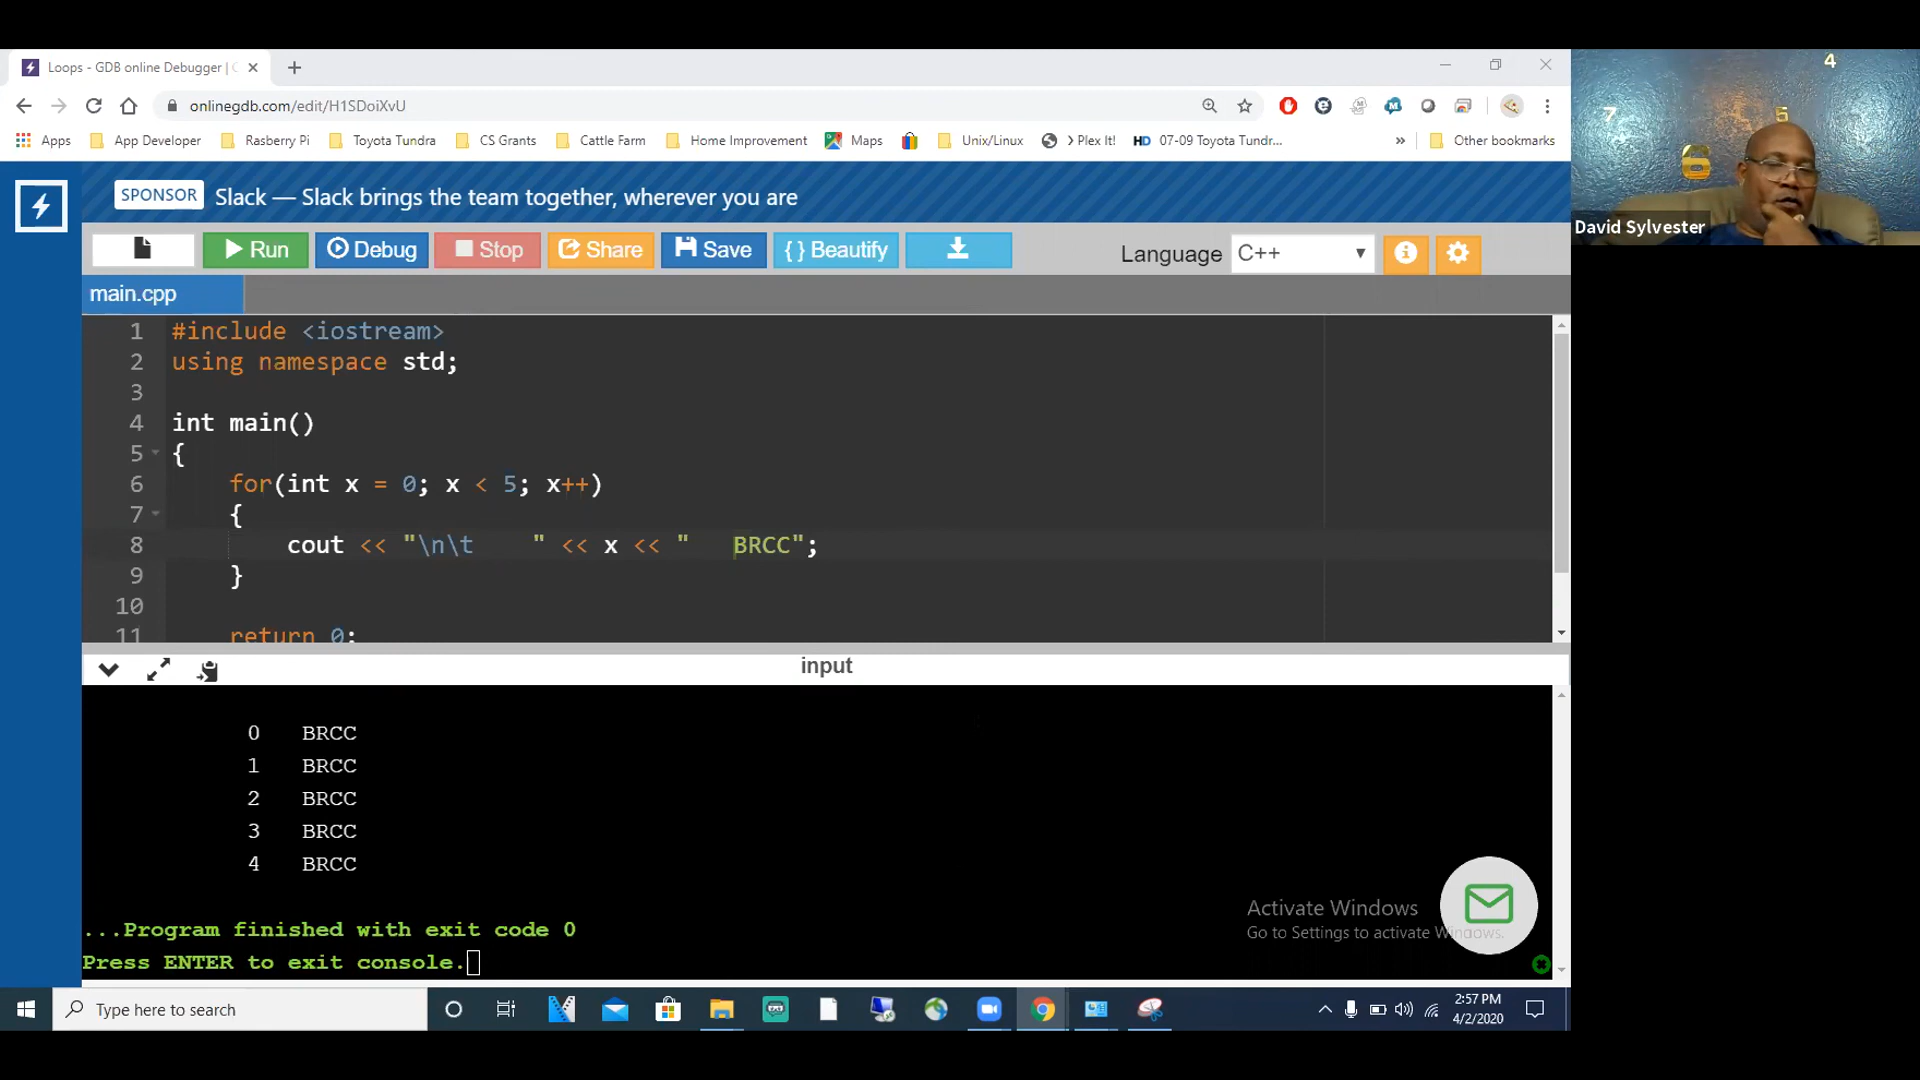 Loops - GDB online Debugger | C
onlinegdb.com/edit/H1SDoiXvU
Apps App Developer Rasberry Pi Toyota Tundra CS Grants Cattle Farm Home Improvement Maps Unix/Linux > Plex It! HD 07-09 Toyota Tundr... » Other bookmarks
SPONSOR Slack — Slack brings the team together, wherever you are
Run Debug Stop Share Save { } Beautify Language C++
main.cpp
1 #include <iostream>
2 using namespace std;
3
4 int main()
5 {
6 for(int x = 0; x < 5; x++)
7 {
8 cout << "\n\t    " << x << "   BRCC";
9 }
10
11 return 0;
input
0 BRCC
1 BRCC
2 BRCC
3 BRCC
4 BRCC
...Program finished with exit code 0
Press ENTER to exit console.
Activate Windows
Go to Settings to activate Windows.
Type here to search
2:57 PM
4/2/2020
4
7
5
David Sylvester